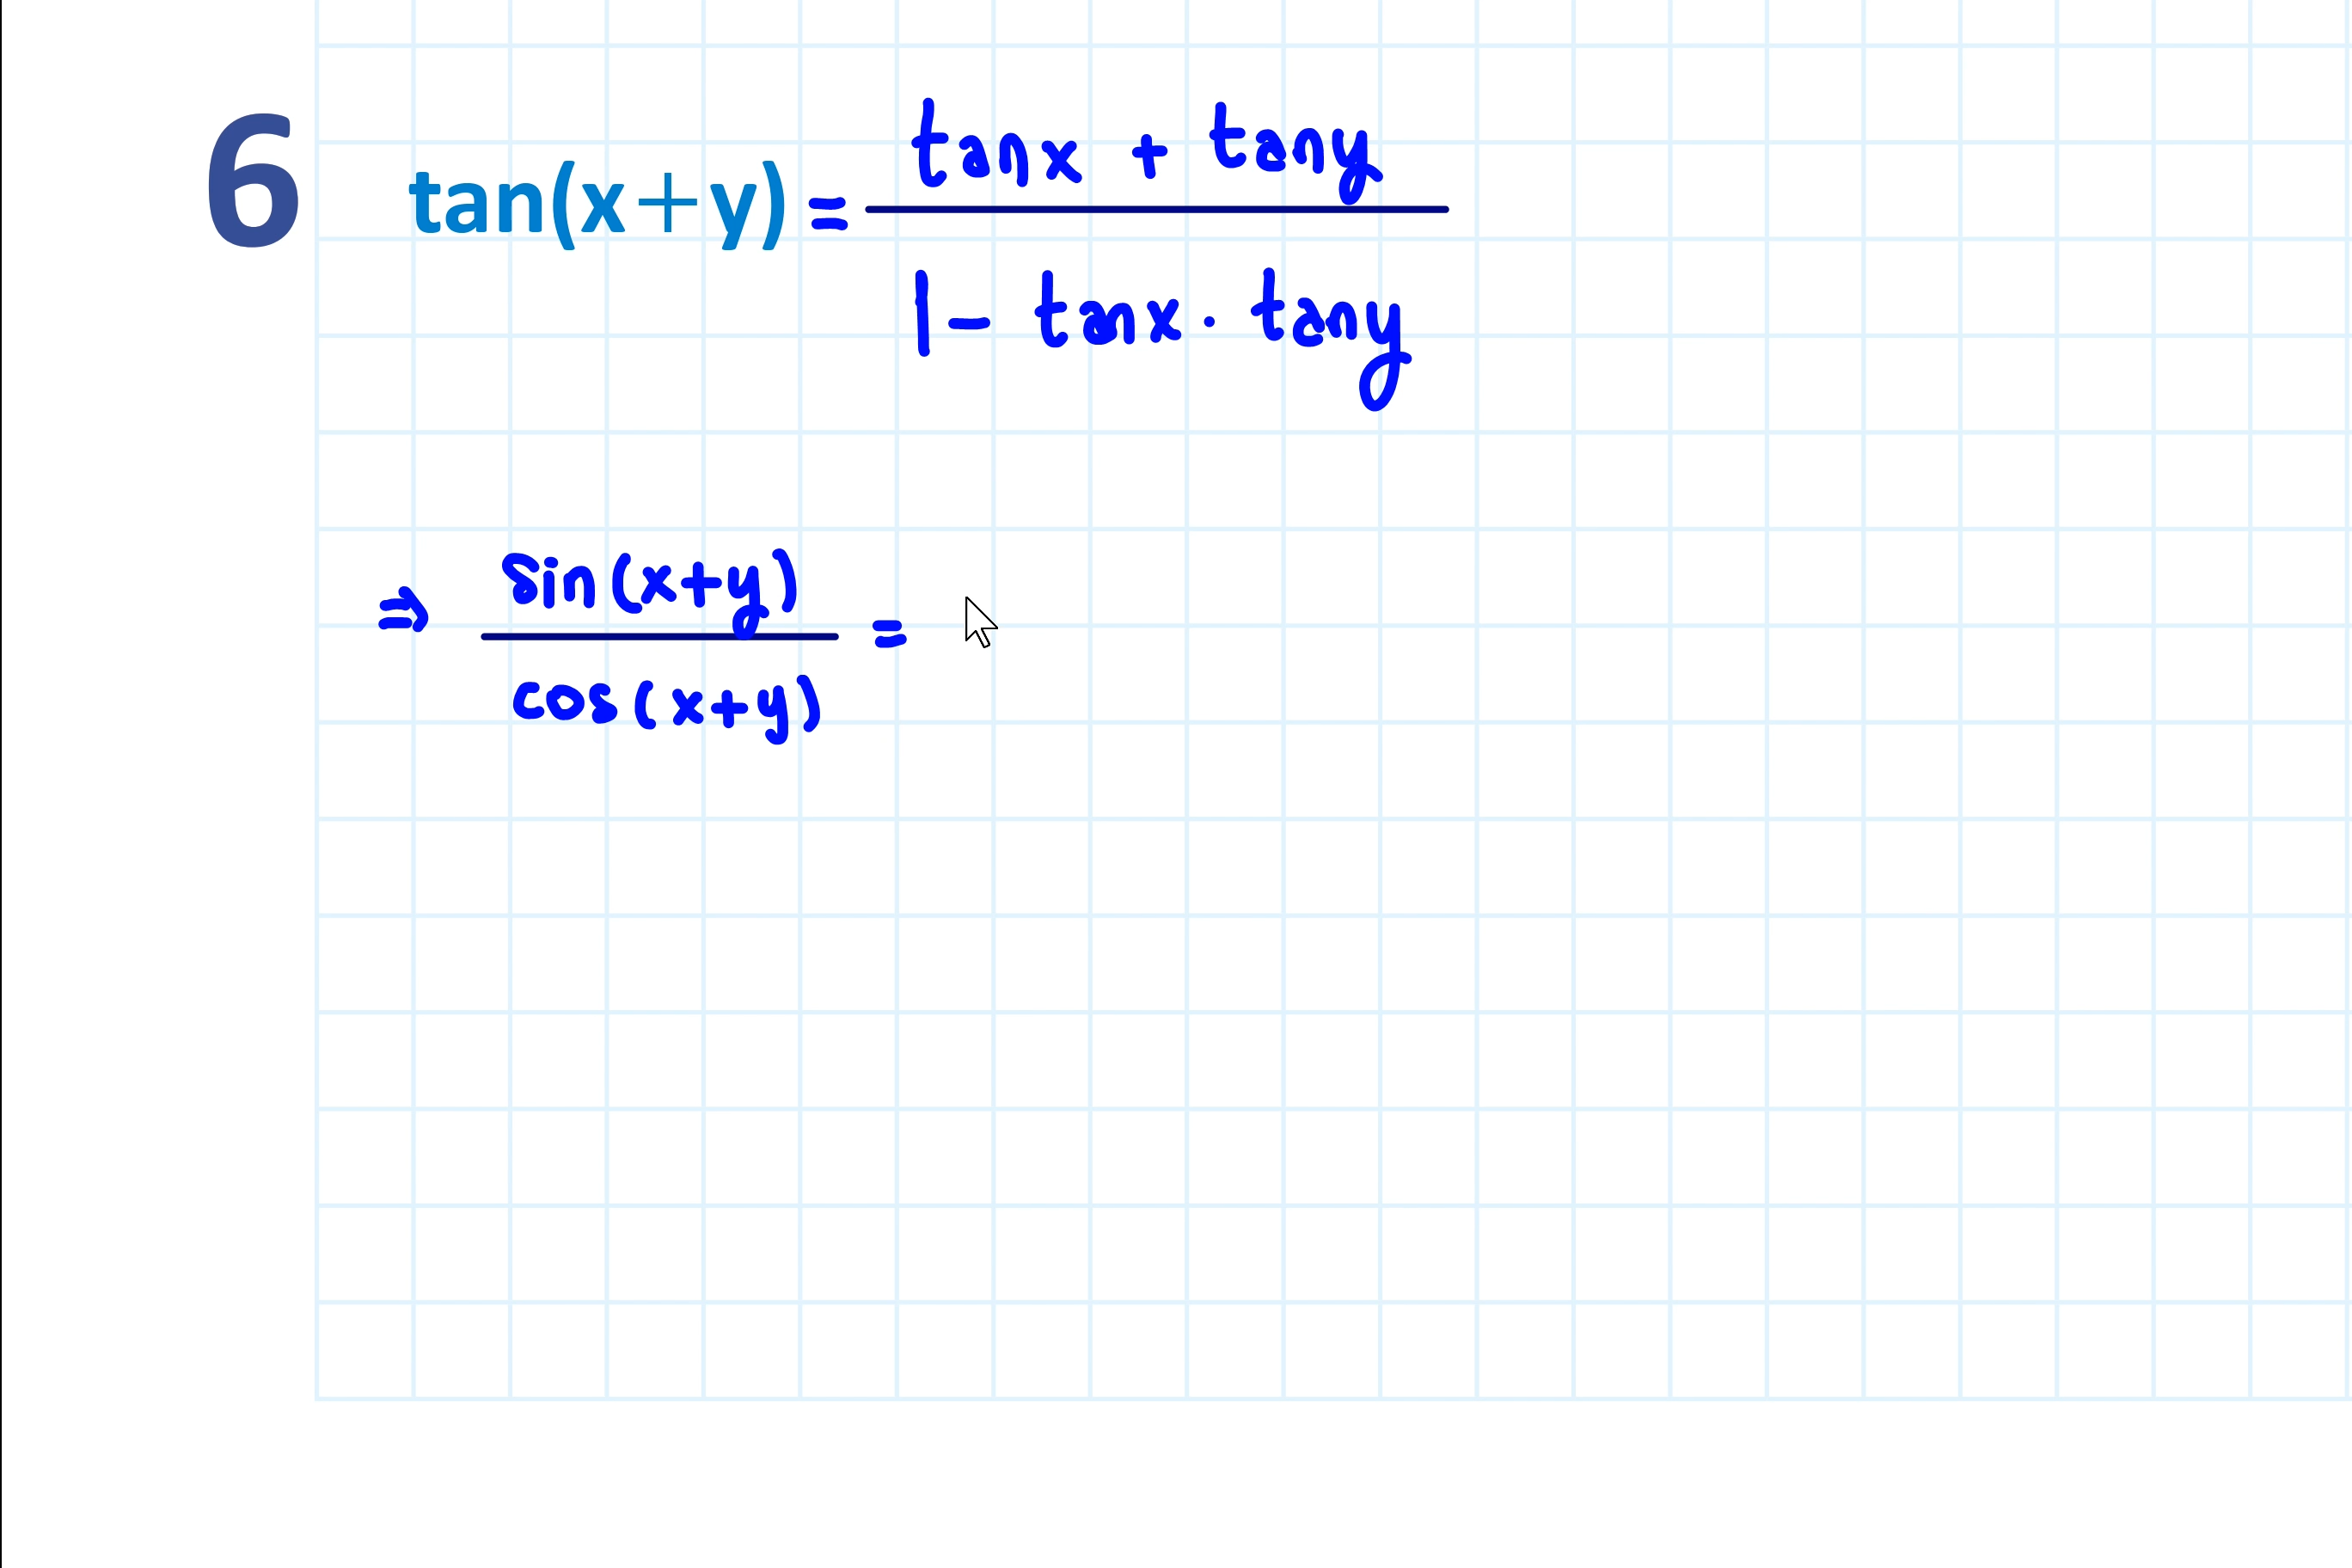 6 tan(x+y) = tanx + tany
1 - tanx · tany
⇒ sin(x+y) =
cos(x+y)